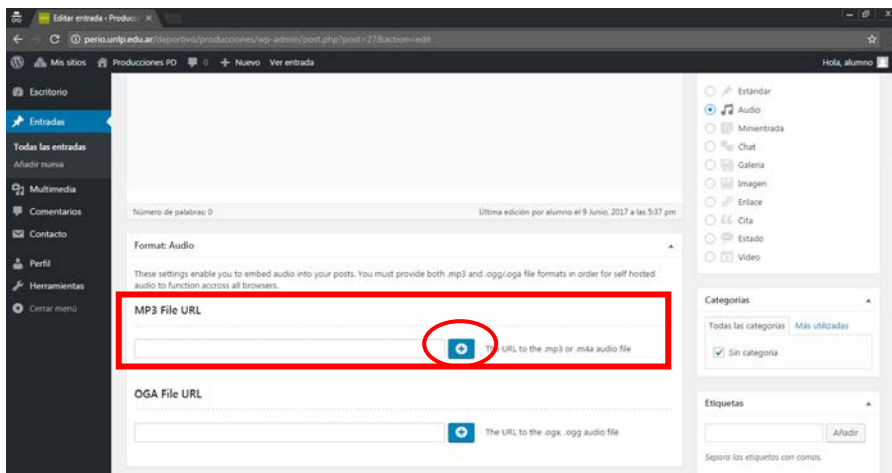 Editar entrada ‹ Producc
perio.unlp.edu.ar/deportivo/producciones/wp-admin/post.php?post=278&action=edit
Mis sitios Producciones PD 0 Nuevo Ver entrada Hola, alumno
Escritorio
Entradas
Todas las entradas
Añadir nueva
Multimedia
Comentarios
Contacto
Perfil
Herramientas
Cerrar menú
Número de palabras: 0 Última edición por alumno el 9 Junio, 2017 a las 5:37 pm
Format: Audio
These settings enable you to embed audio into your posts. You must provide both .mp3 and .ogg/.oga file formats in order for self hosted
audio to function accross all browsers.
MP3 File URL
The URL to the .mp3 or .m4a audio file
OGA File URL
The URL to the .oga, .ogg audio file
Estándar
Audio
Minientrada
Chat
Galería
Imagen
Enlace
Cita
Estado
Vídeo
Categorías
Todas las categorías Más utilizadas
Sin categoría
Etiquetas
Añadir
Separa las etiquetas con comas.